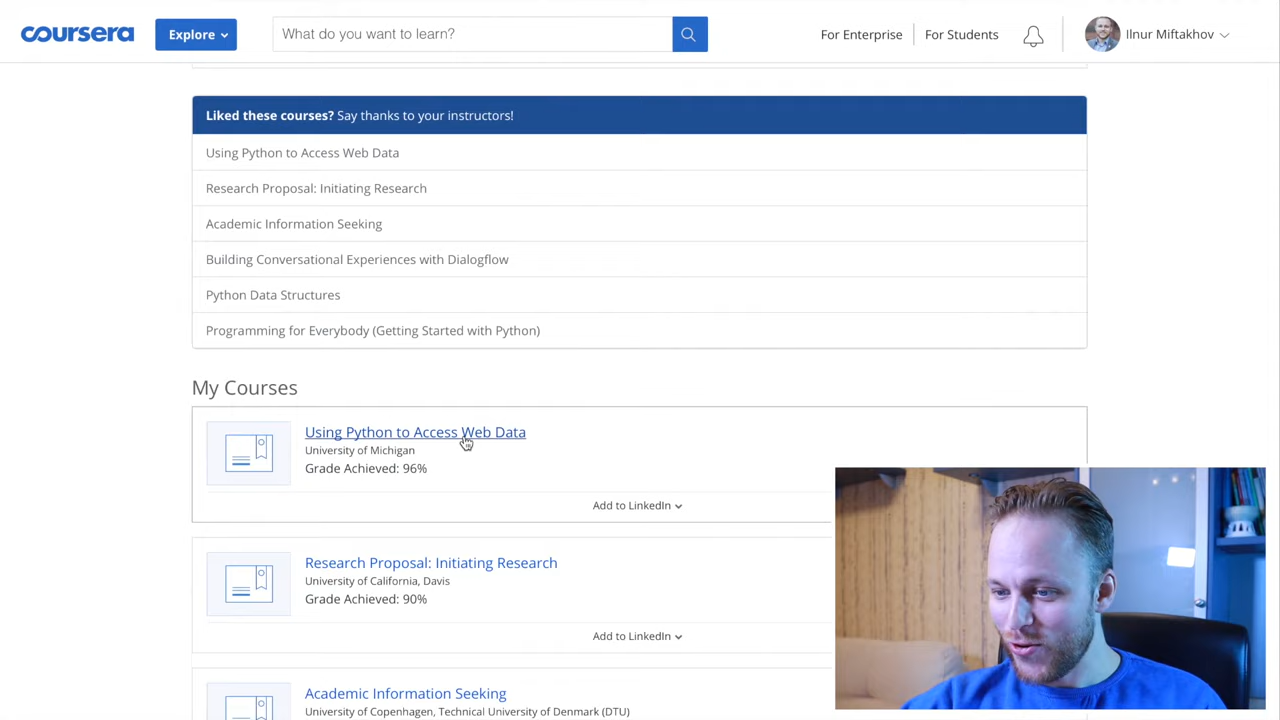 coursera
Explore
What do you want to learn?
For Enterprise
For Students
Ilnur Miftakhov
Liked these courses? Say thanks to your instructors!
Using Python to Access Web Data
Research Proposal: Initiating Research
Academic Information Seeking
Building Conversational Experiences with Dialogflow
Python Data Structures
Programming for Everybody (Getting Started with Python)
My Courses
Using Python to Access Web Data
University of Michigan
Grade Achieved: 96%
Add to LinkedIn
Research Proposal: Initiating Research
University of California, Davis
Grade Achieved: 90%
Add to LinkedIn
Academic Information Seeking
University of Copenhagen, Technical University of Denmark (DTU)